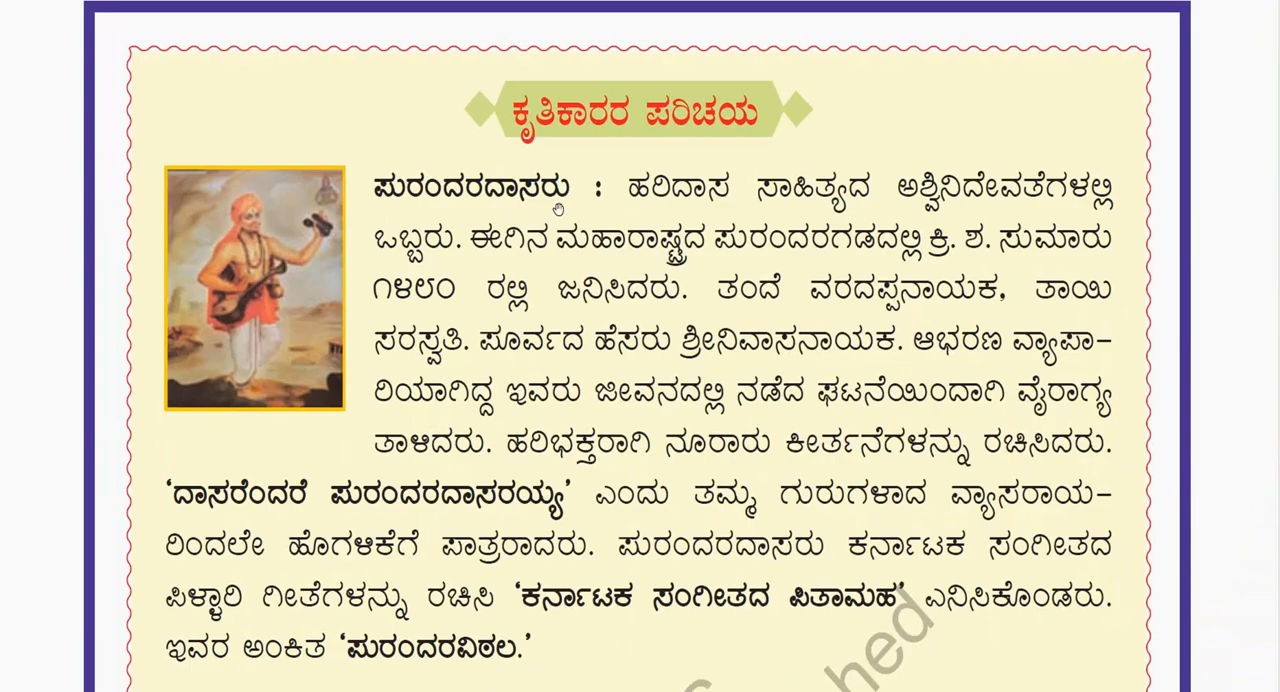 ಕೃತಿಕಾರರ ಪರಿಚಯ
ಪುರಂದರದಾಸರು : ಹರಿದಾಸ ಸಾಹಿತ್ಯದ ಅಶ್ವಿನಿದೇವತೆಗಳಲ್ಲಿ
ಒಬ್ಬರು. ಈಗಿನ ಮಹಾರಾಷ್ಟ್ರದ ಪುರಂದರಗಡದಲ್ಲಿ ಕ್ರಿ. ಶ. ಸುಮಾರು
೧೪೮೦ ರಲ್ಲಿ ಜನಿಸಿದರು. ತಂದೆ ವರದಪ್ಪನಾಯಕ, ತಾಯಿ
ಸರಸ್ವತಿ. ಪೂರ್ವದ ಹೆಸರು ಶ್ರೀನಿವಾಸನಾಯಕ. ಆಭರಣ ವ್ಯಾಪಾ-
ರಿಯಾಗಿದ್ದ ಇವರು ಜೀವನದಲ್ಲಿ ನಡೆದ ಘಟನೆಯಿಂದಾಗಿ ವೈರಾಗ್ಯ
ತಾಳಿದರು. ಹರಿಭಕ್ತರಾಗಿ ನೂರಾರು ಕೀರ್ತನೆಗಳನ್ನು ರಚಿಸಿದರು.
‘ದಾಸರೆಂದರೆ ಪುರಂದರದಾಸರಯ್ಯ’ ಎಂದು ತಮ್ಮ ಗುರುಗಳಾದ ವ್ಯಾಸರಾಯ-
ರಿಂದಲೇ ಹೊಗಳಿಕೆಗೆ ಪಾತ್ರರಾದರು. ಪುರಂದರದಾಸರು ಕರ್ನಾಟಕ ಸಂಗೀತದ
ಪಿಳ್ಳಾರಿ ಗೀತೆಗಳನ್ನು ರಚಿಸಿ ‘ಕರ್ನಾಟಕ ಸಂಗೀತದ ಪಿತಾಮಹ’ ಎನಿಸಿಕೊಂಡರು.
ಇವರ ಅಂಕಿತ ‘ಪುರಂದರವಿಠಲ.’